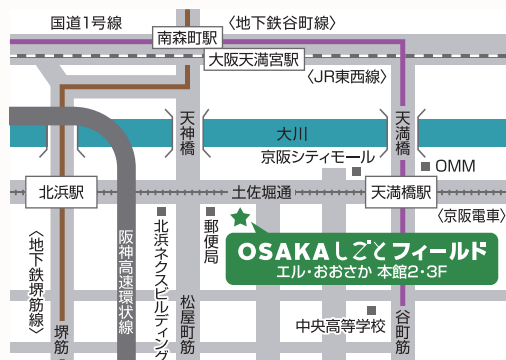 国道1号線
〈地下鉄谷町線〉
南森町駅
大阪天満宮駅
〈JR東西線〉
天神橋
大川
天満橋
京阪シティモール
OMM
北浜駅
土佐堀通
天満橋駅
〈京阪電車〉
〈地下鉄堺筋線〉
阪神高速環状線
北浜ネクスビルディング
郵便局
OSAKAしごとフィールド
エル・おおさか 本館2・3F
堺筋
松屋町筋
中央高等学校
谷町筋